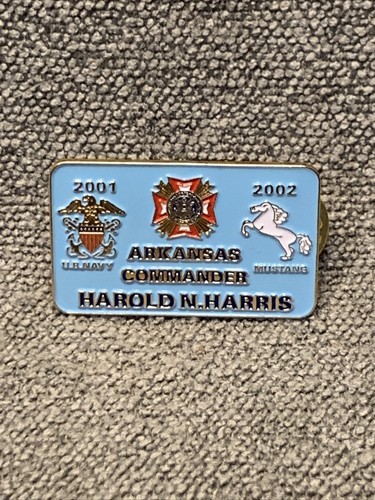 2001 2002
U.S. NAVY MUSTANG
ARKANSAS
COMMANDER
HAROLD N. HARRIS